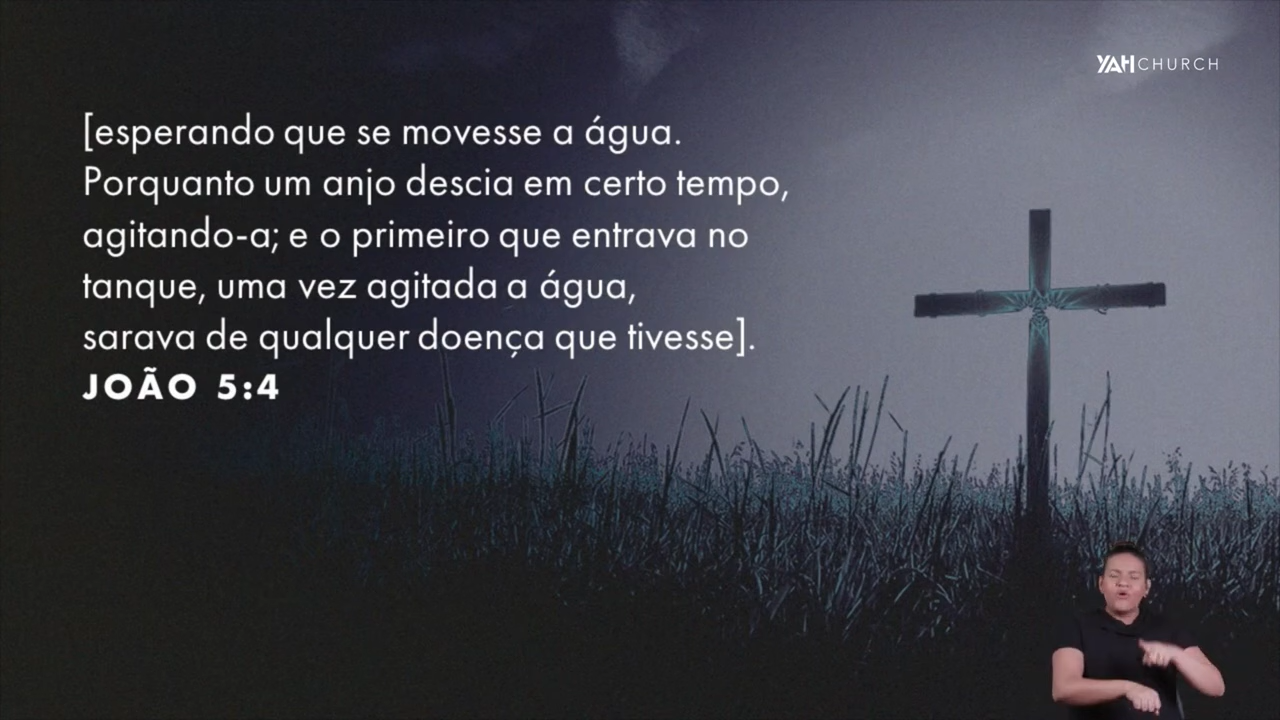 YAH CHURCH
[esperando que se movesse a água.
Porquanto um anjo descia em certo tempo,
agitando-a; e o primeiro que entrava no
tanque, uma vez agitada a água,
sarava de qualquer doença que tivesse].
JOÃO 5:4